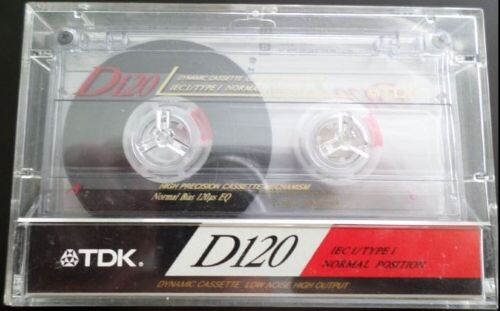 D120
DYNAMIC CASSETTE
IEC I/TYPE I NORMAL
HIGH PRECISION CASSETTE MECHANISM
Normal Bias 120μs EQ
TDK.
D120
IEC I/TYPE I
NORMAL POSITION
DYNAMIC CASSETTE LOW NOISE HIGH OUTPUT